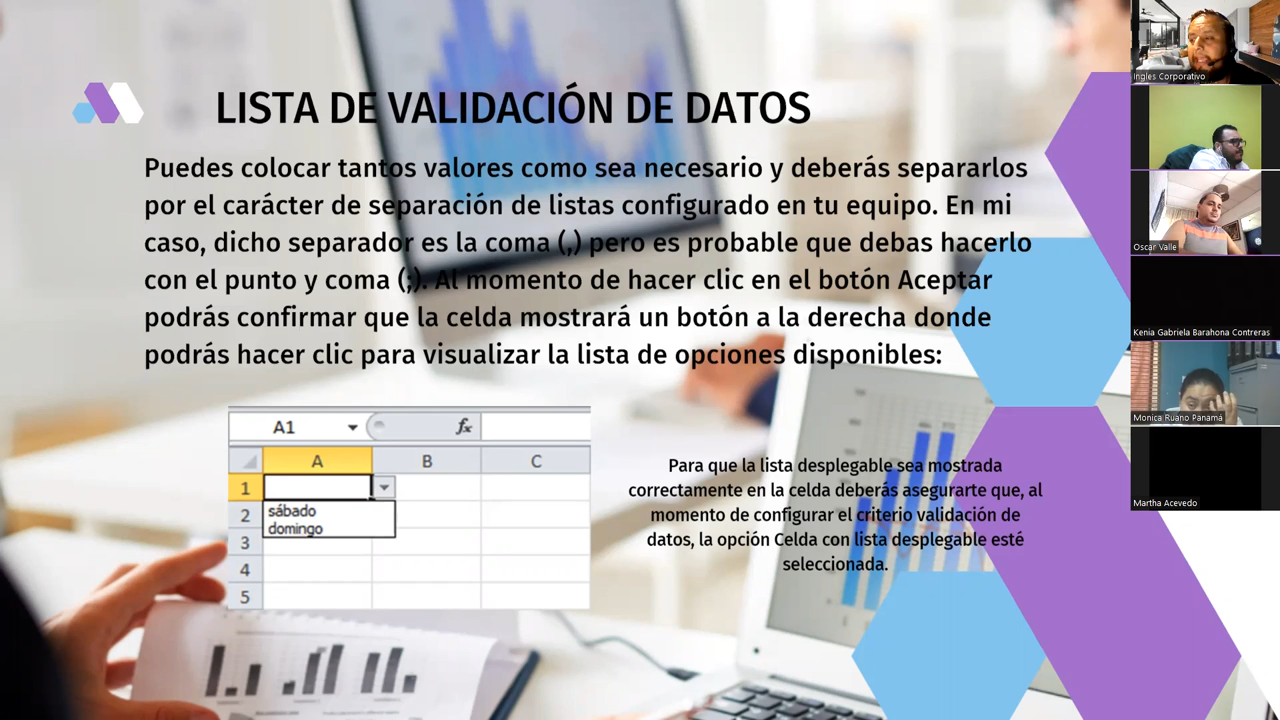 LISTA DE VALIDACIÓN DE DATOS
Puedes colocar tantos valores como sea necesario y deberás separarlos
por el carácter de separación de listas configurado en tu equipo. En mi
caso, dicho separador es la coma (,) pero es probable que debas hacerlo
con el punto y coma (;). Al momento de hacer clic en el botón Aceptar
podrás confirmar que la celda mostrará un botón a la derecha donde
podrás hacer clic para visualizar la lista de opciones disponibles:
A1
fx
A B C
1
sábado
2
domingo
3
4
5
Para que la lista desplegable sea mostrada
correctamente en la celda deberás asegurarte que, al
momento de configurar el criterio validación de
datos, la opción Celda con lista desplegable esté
seleccionada.
Ingles Corporativo
Oscar Valle
Kenia Gabriela Barahona Contreras
Monica Ruano Panamá
Martha Acevedo